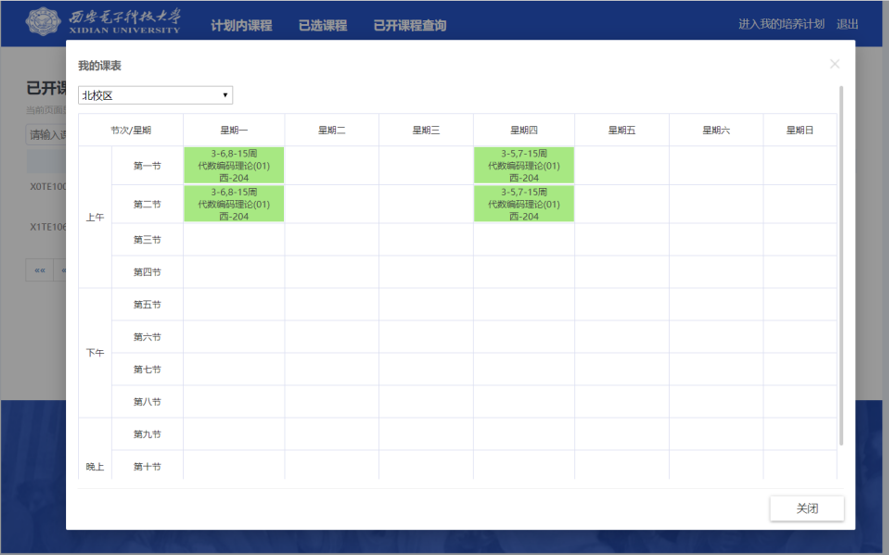 西安电子科技大学
XIDIAN UNIVERSITY
计划内课程 已选课程 已开课程查询
进入我的培养计划 退出
我的课表
已开课
当前页面
北校区
请输入
节次/星期 星期一 星期二 星期三 星期四 星期五 星期六 星期日
上午
第一节
3-6,8-15周
代数编码理论(01)
西-204
3-5,7-15周
代数编码理论(01)
西-204
第二节
3-6,8-15周
代数编码理论(01)
西-204
3-5,7-15周
代数编码理论(01)
西-204
第三节
第四节
下午
第五节
第六节
第七节
第八节
晚上
第九节
第十节
X0TE100
X1TE106
««
关闭